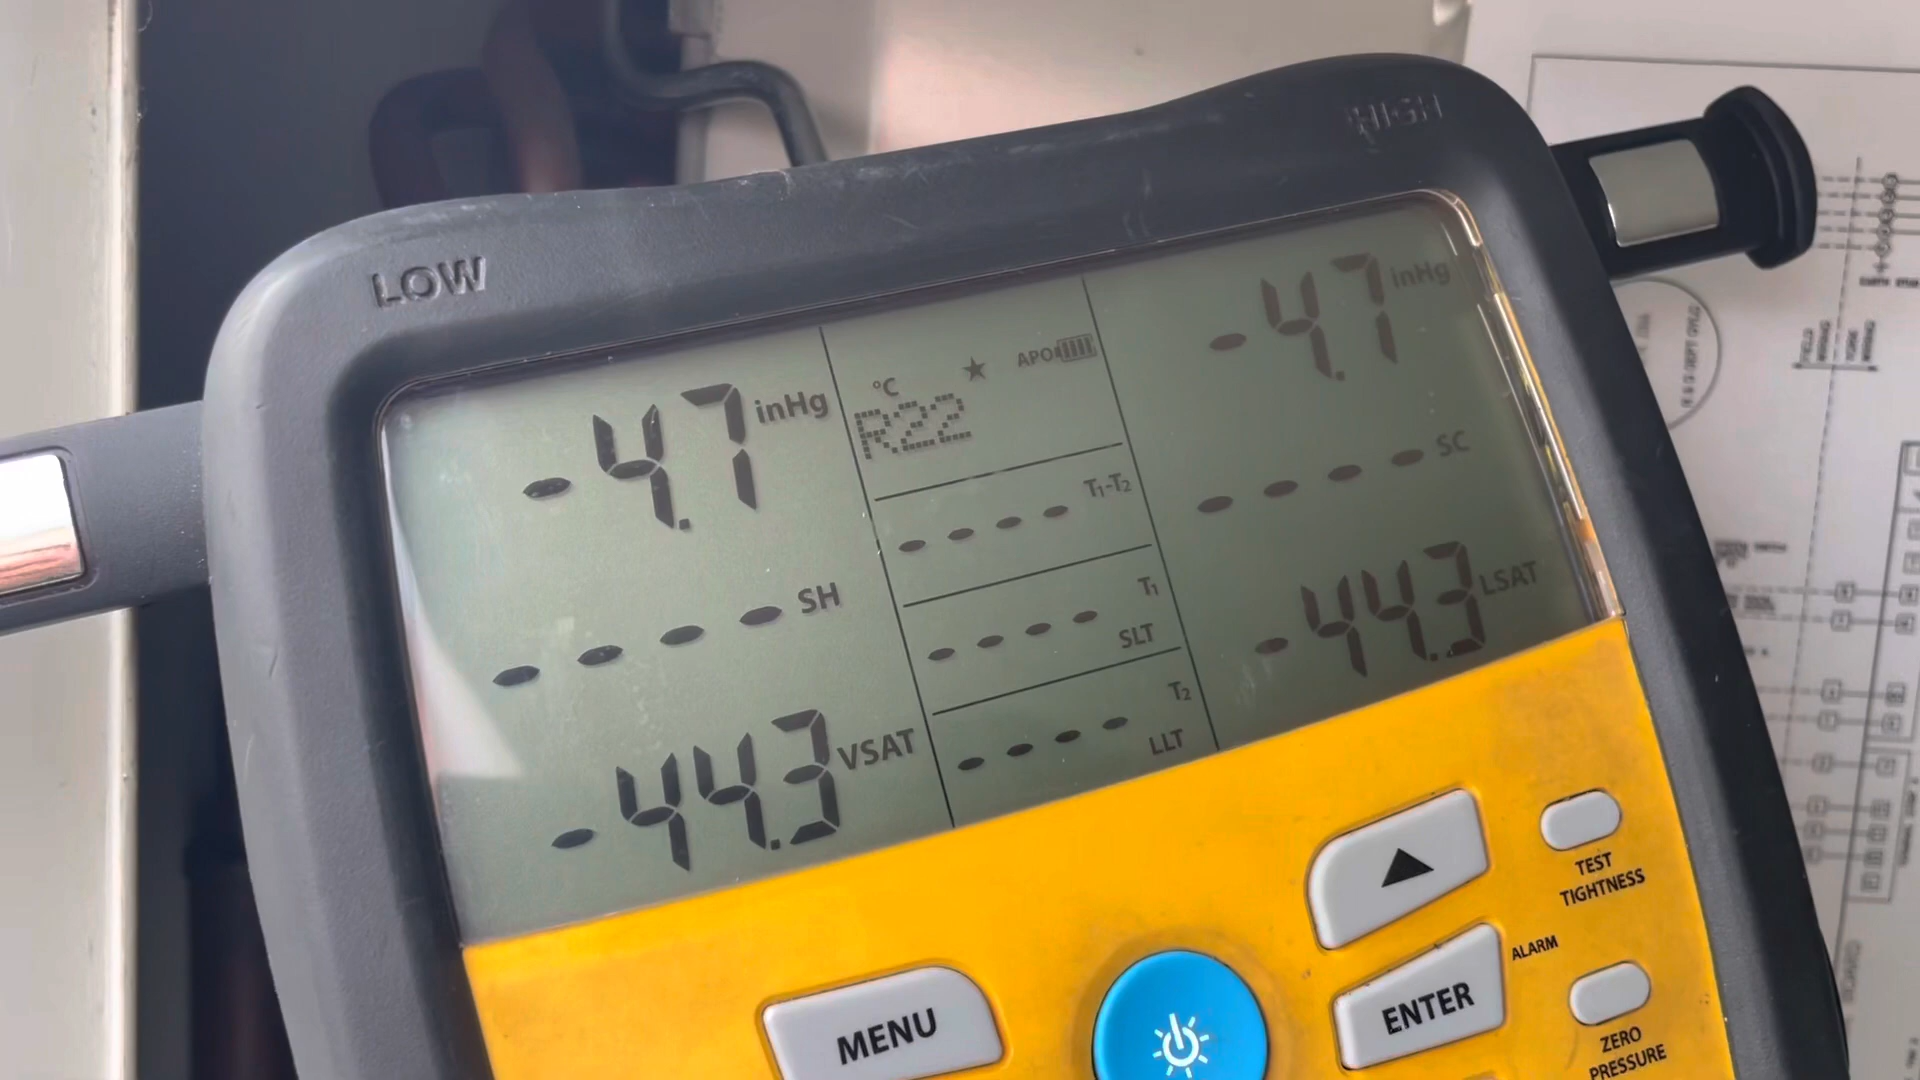 LOW
HIGH
-4.7 inHg
°C
APO
R22
-4.7 inHg
---- SH
---- T1-T2
---- SC
---- T1
SLT
-44.3 VSAT
---- T2
LLT
-44.3 LSAT
TEST
TIGHTNESS
ALARM
MENU
ENTER
ZERO
PRESSURE